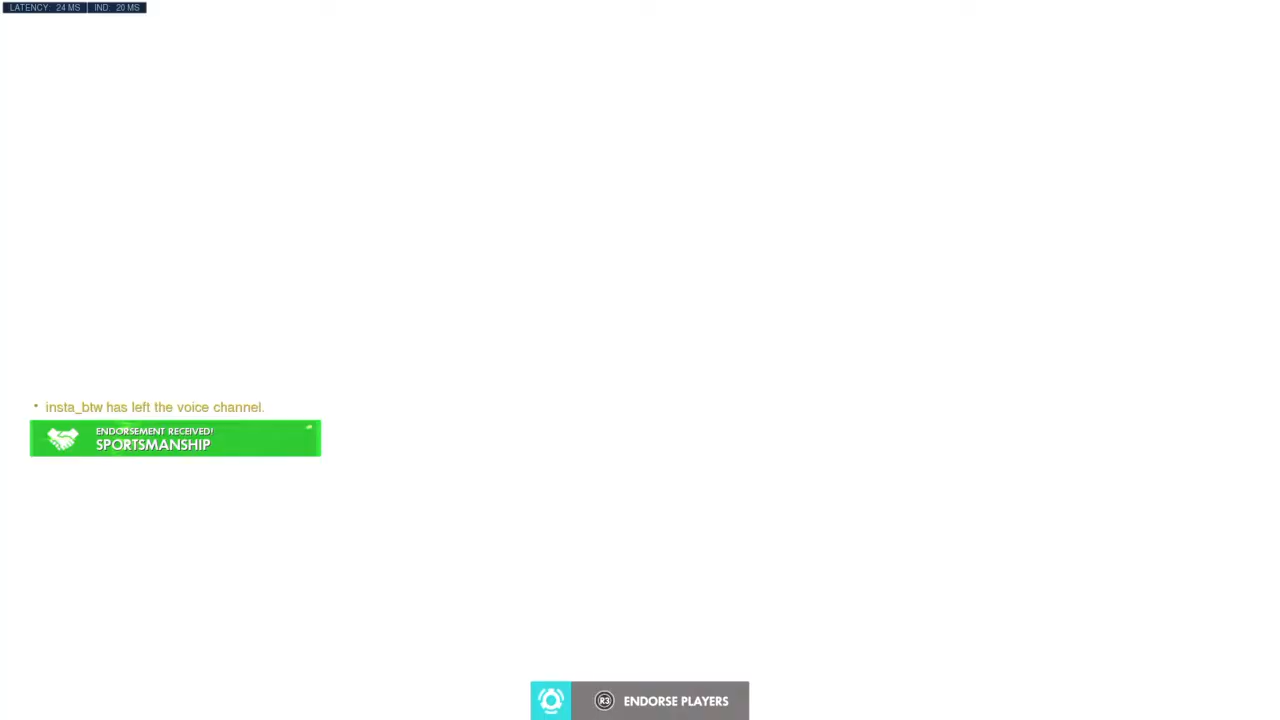 LATENCY: 24 MS | IND: 20 MS
• insta_btw has left the voice channel.
ENDORSEMENT RECEIVED!
SPORTSMANSHIP
R3 ENDORSE PLAYERS